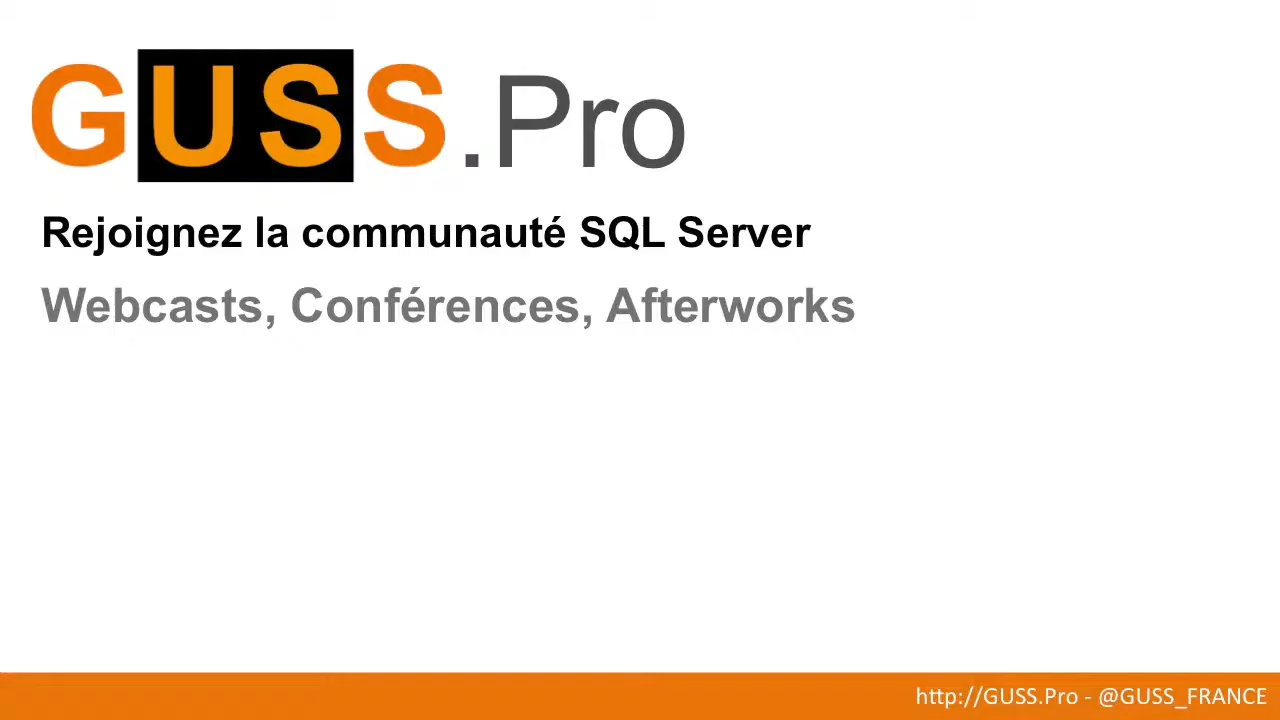 GUSS.Pro
Rejoignez la communauté SQL Server
Webcasts, Conférences, Afterworks
http://GUSS.Pro - @GUSS_FRANCE